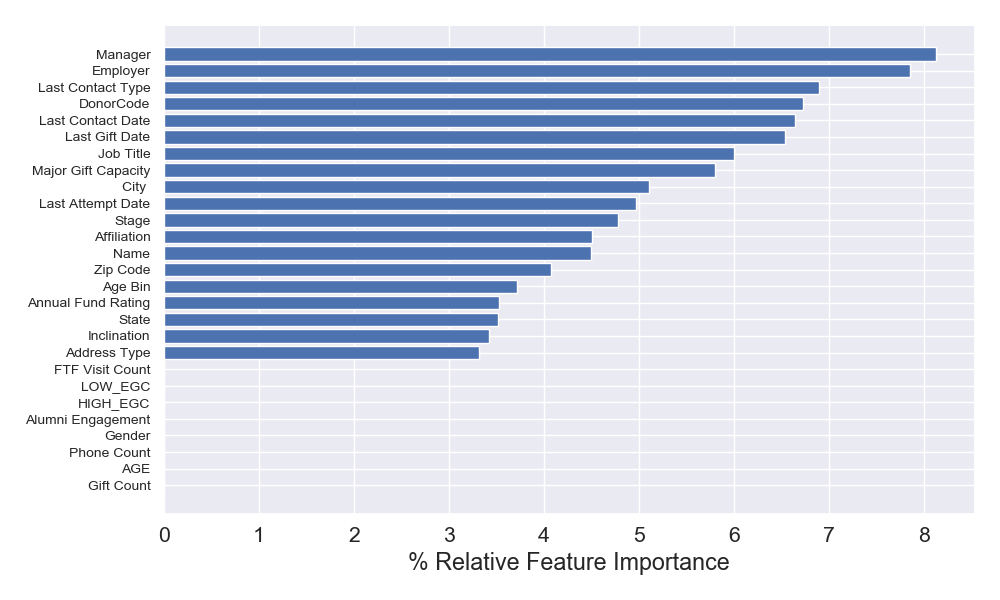 Manager
Employer
Last Contact Type
DonorCode
Last Contact Date
Last Gift Date
Job Title
Major Gift Capacity
City
Last Attempt Date
Stage
Affiliation
Name
Zip Code
Age Bin
Annual Fund Rating
State
Inclination
Address Type
FTF Visit Count
LOW_EGC
HIGH_EGC
Alumni Engagement
Gender
Phone Count
AGE
Gift Count
0 1 2 3 4 5 6 7 8
% Relative Feature Importance